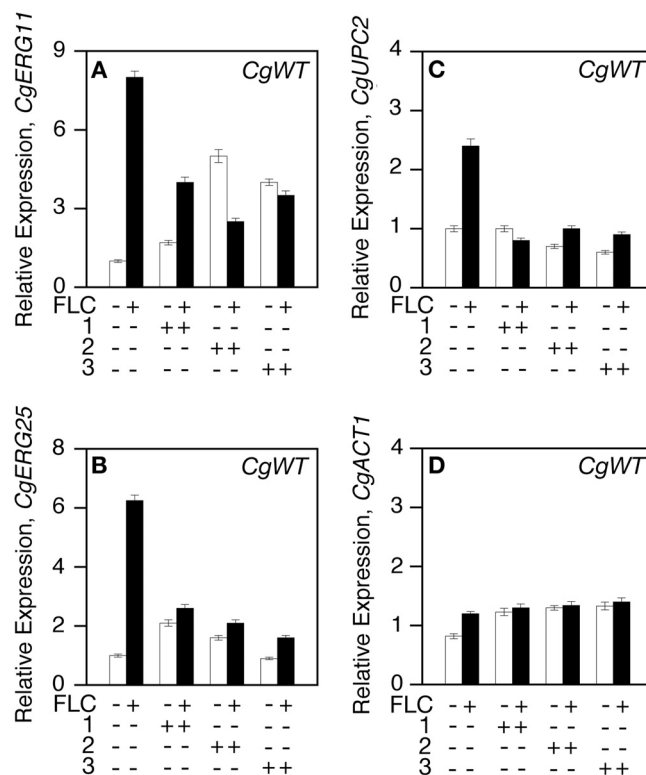 Relative Expression, CgERG11
9
6
3
0
A
CgWT
FLC - + - + - + - +
1 - - + + - - - -
2 - - - - + + - -
3 - - - - - - + +
Relative Expression, CgUPC2
4
3
2
1
0
C
CgWT
FLC - + - + - + - +
1 - - + + - - - -
2 - - - - + + - -
3 - - - - - - + +
Relative Expression, CgERG25
8
6
4
2
0
B
CgWT
FLC - + - + - + - +
1 - - + + - - - -
2 - - - - + + - -
3 - - - - - - + +
Relative Expression, CgACT1
4
3
2
1
0
D
CgWT
FLC - + - + - + - +
1 - - + + - - - -
2 - - - - + + - -
3 - - - - - - + +